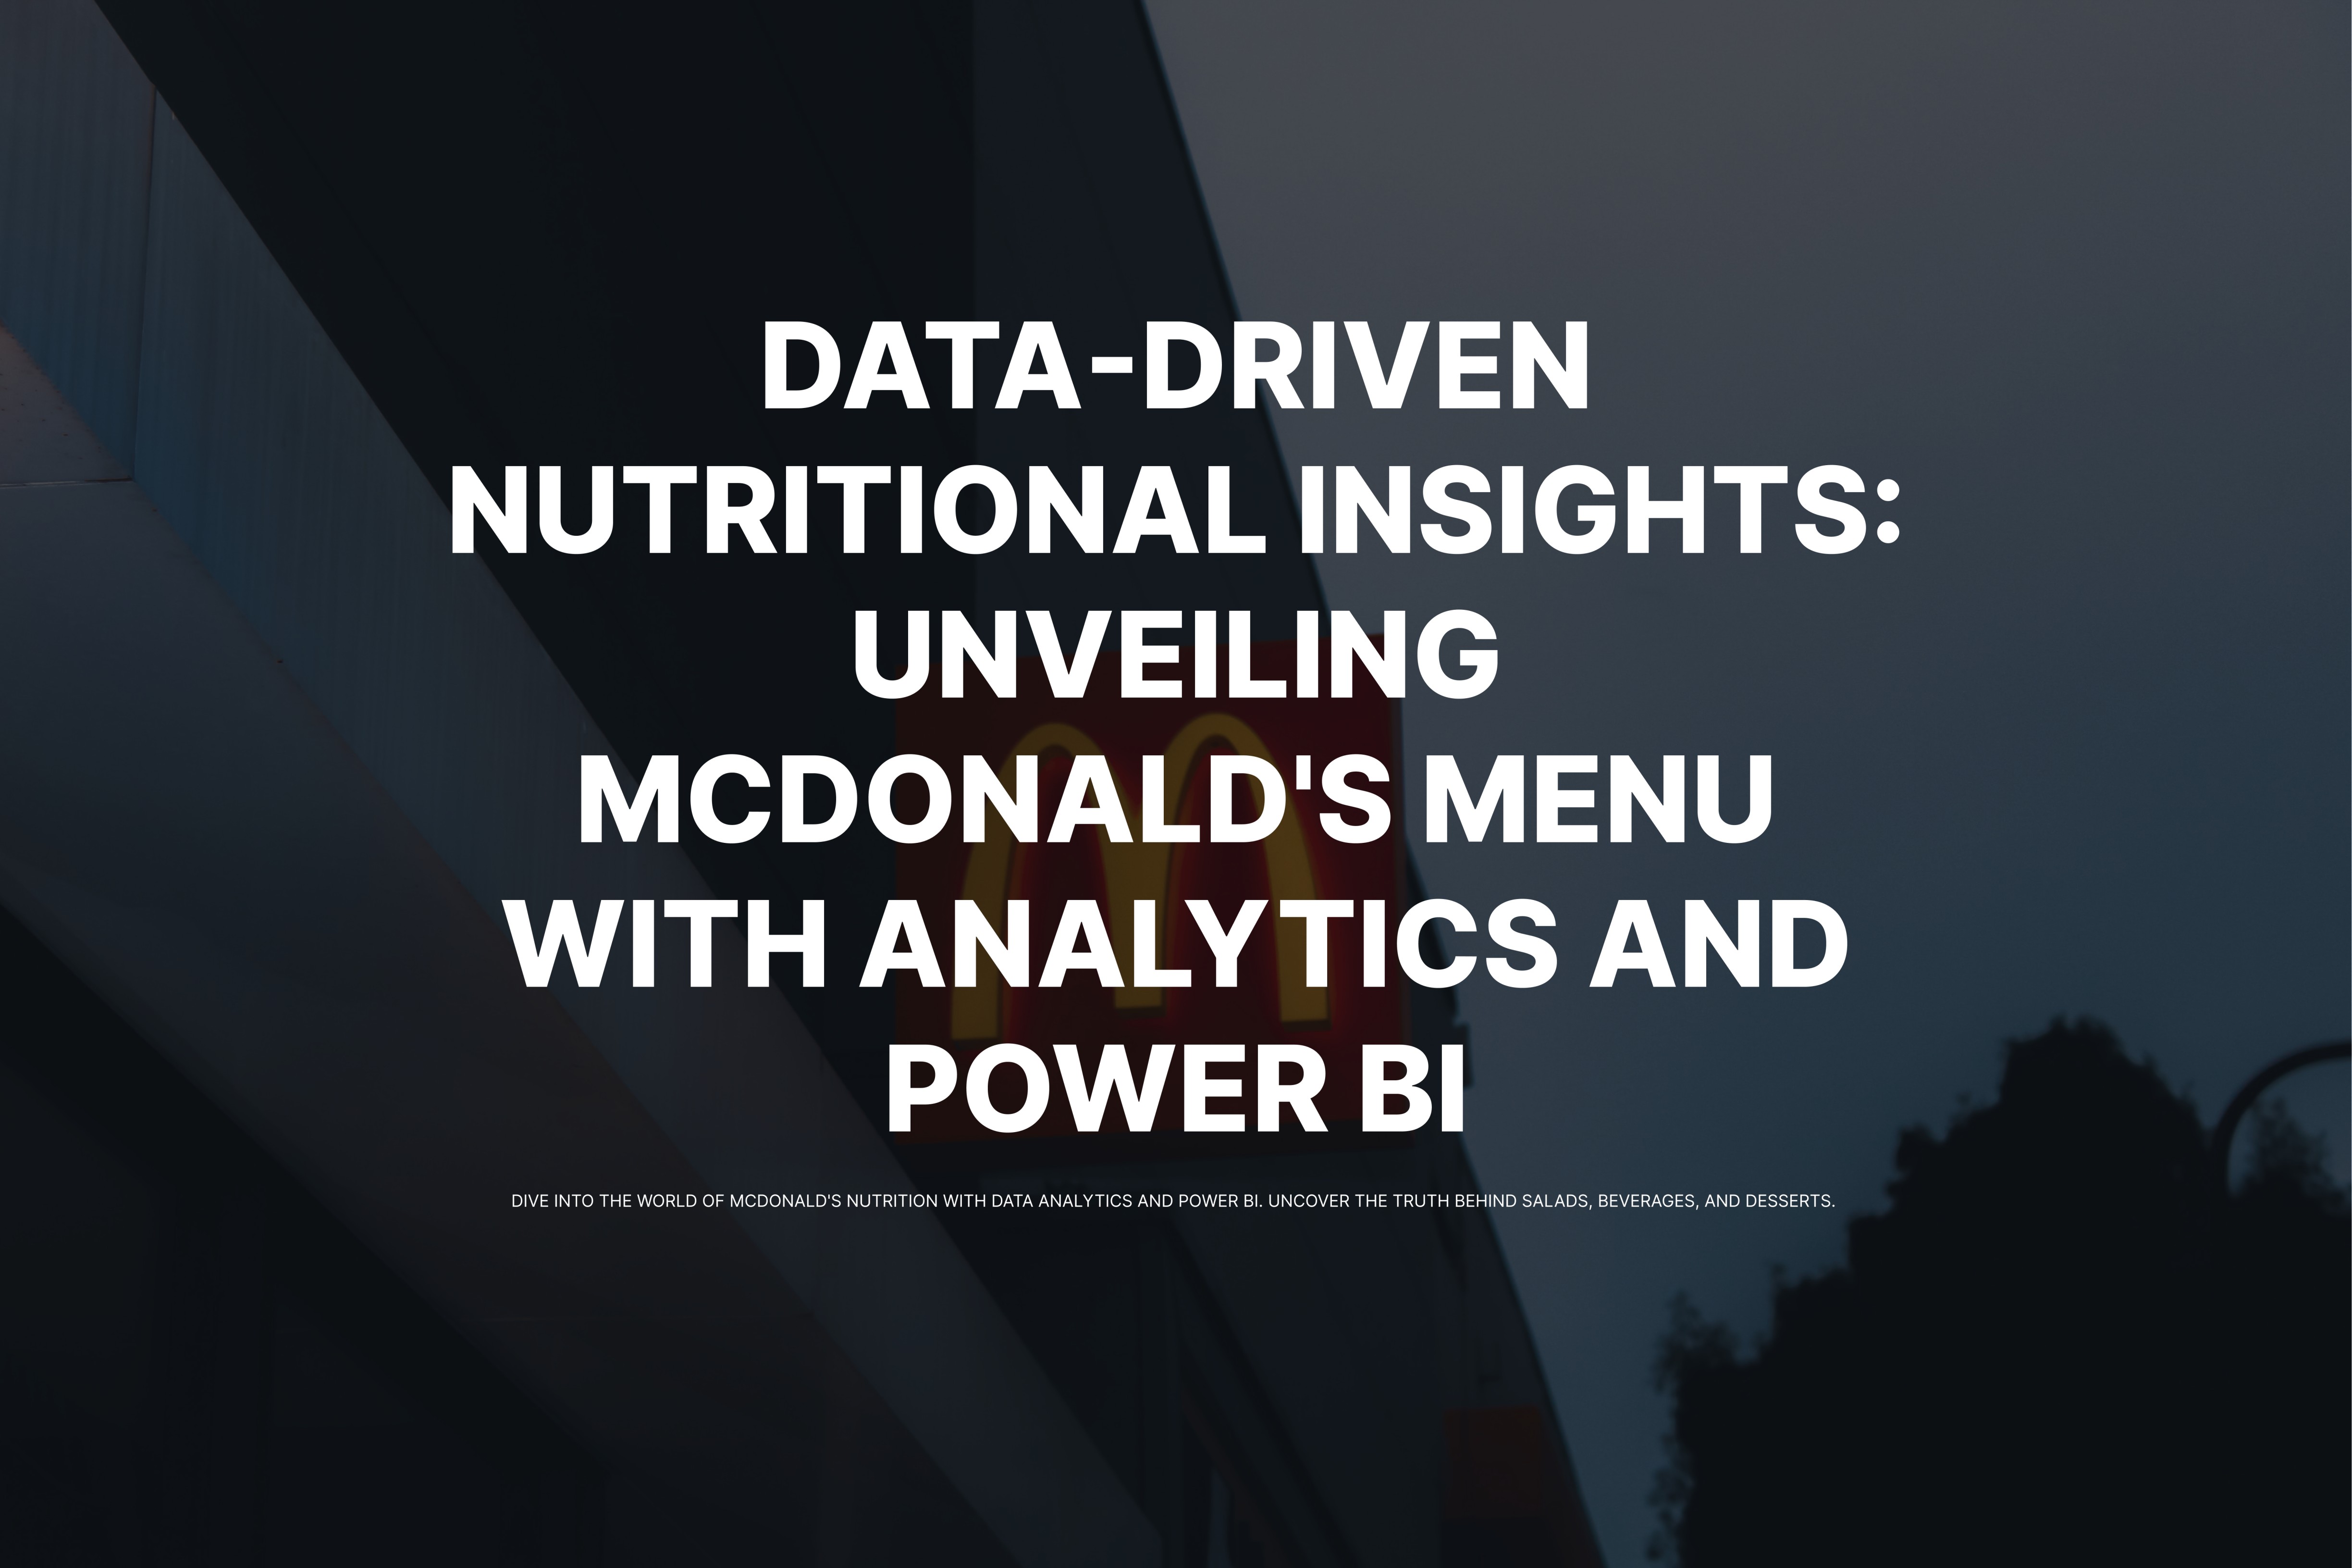 DATA-DRIVEN
NUTRITIONAL INSIGHTS:
UNVEILING
MCDONALD'S MENU
WITH ANALYTICS AND
POWER BI
DIVE INTO THE WORLD OF MCDONALD'S NUTRITION WITH DATA ANALYTICS AND POWER BI. UNCOVER THE TRUTH BEHIND SALADS, BEVERAGES, AND DESSERTS.